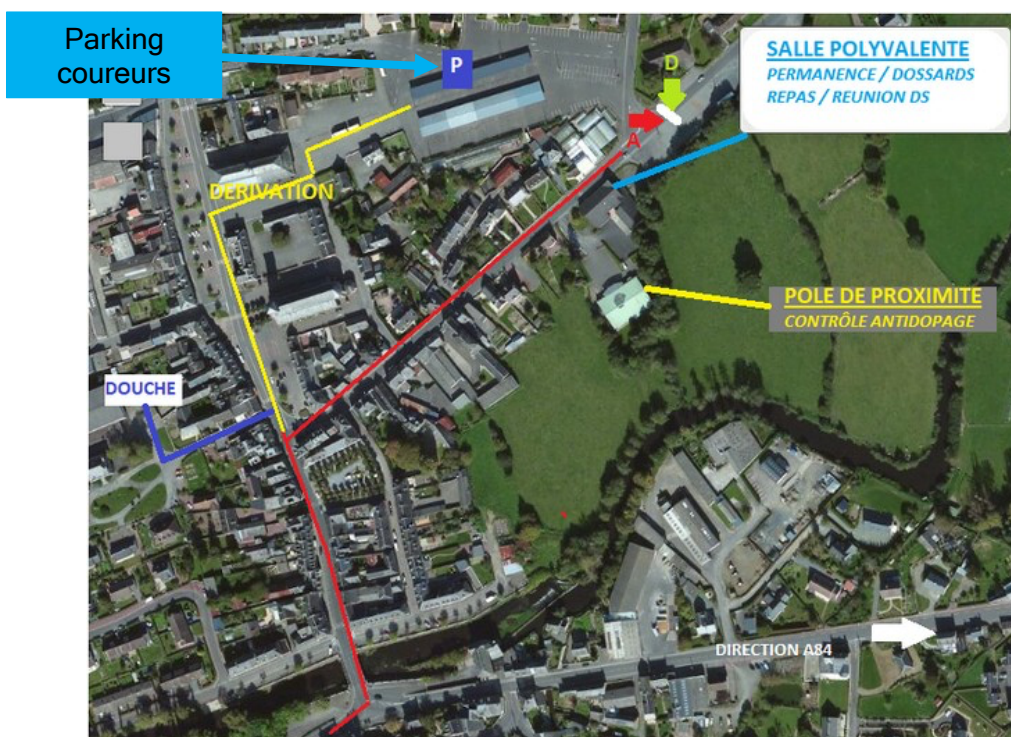 Parking
coureurs
P
D
SALLE POLYVALENTE
PERMANENCE / DOSSARDS
REPAS / REUNION DS
A
DERIVATION
POLE DE PROXIMITE
CONTRÔLE ANTIDOPAGE
DOUCHE
DIRECTION A84